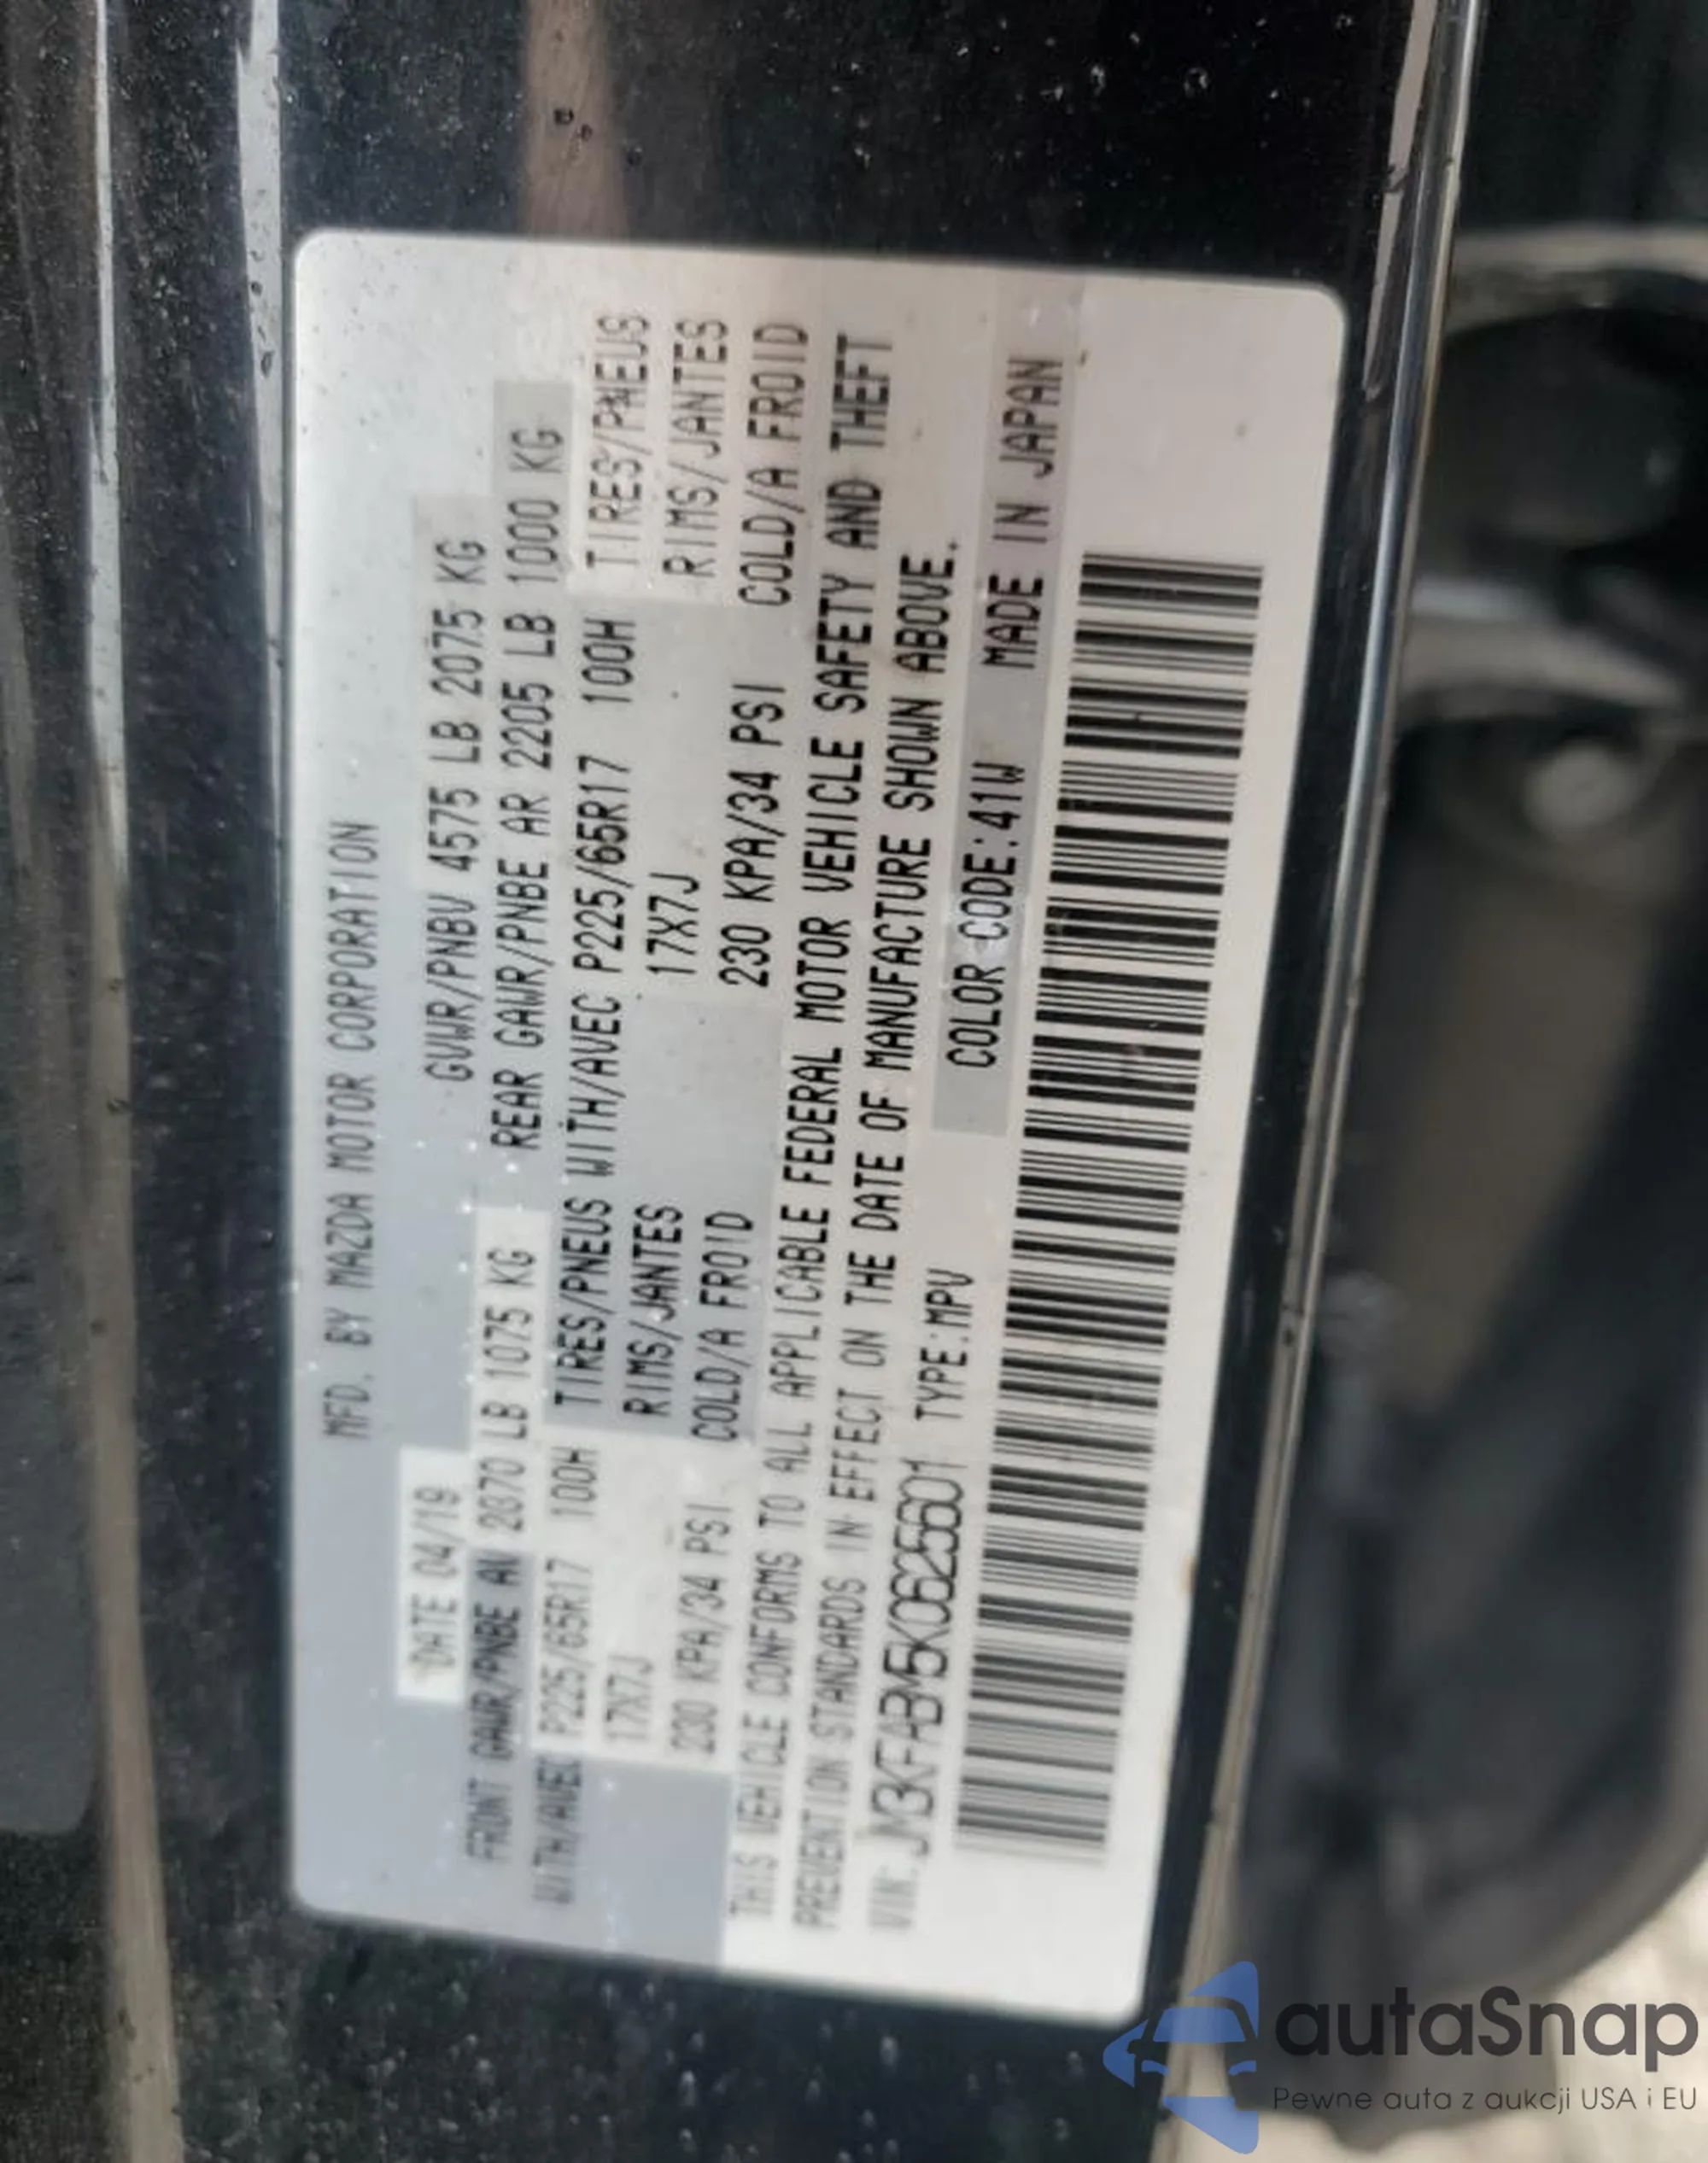 MFD. BY MAZDA MOTOR CORPORATION
DATE 04/19 GVWR/PNBV 4575 LB 2075 KG
FRONT GAWR/PNBE AV 2370 LB 1075 KG REAR GAWR/PNBE AR 2205 LB 1000 KG
WITH/AVEC P225/65R17 100H TIRES/PNEUS WITH/AVEC P225/65R17 100H TIRES/PNEUS
17X7J RIMS/JANTES 17X7J RIMS/JANTES
230 KPA/34 PSI COLD/A FROID 230 KPA/34 PSI COLD/A FROID
THIS VEHICLE CONFORMS TO ALL APPLICABLE FEDERAL MOTOR VEHICLE SAFETY AND THEFT
PREVENTION STANDARDS IN EFFECT ON THE DATE OF MANUFACTURE SHOWN ABOVE.
VIN: JM3KFABM5K0625601 TYPE:MPV COLOR CODE:41W MADE IN JAPAN
autaSnap
Pewne auta z aukcji USA i EU